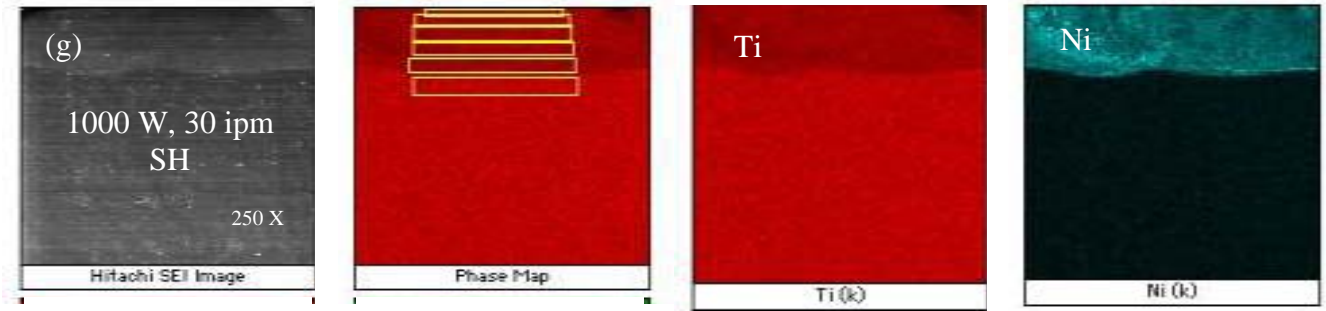 (g)
1000 W, 30 ipm
SH
250 X
Hitachi SEI Image
Phase Map
Ti
Ti (k)
Ni
Ni (k)